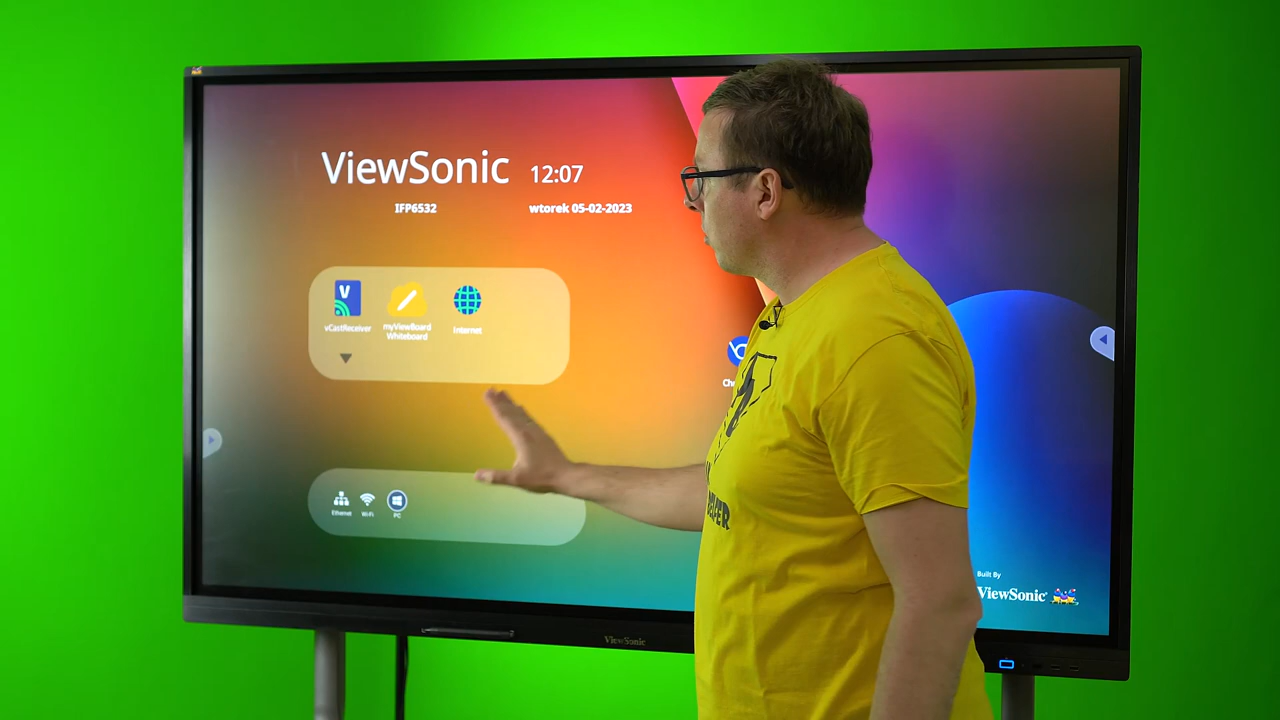 ViewSonic 12:07
IFP6532 wtorek 05-02-2023
vCastReceiver
myViewBoard
Whiteboard
Internet
Ethernet
Wi-Fi
PC
Built By
ViewSonic
ViewSonic